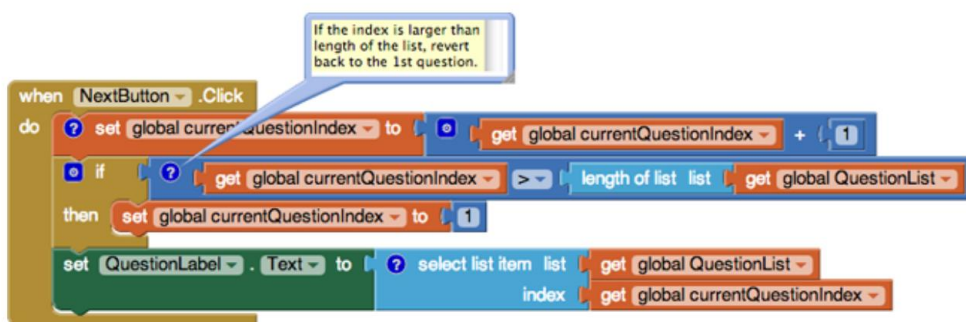 If the index is larger than
length of the list, revert
back to the 1st question.
when NextButton .Click
do ? set global currentQuestionIndex to get global currentQuestionIndex + 1
if ? get global currentQuestionIndex > length of list list get global QuestionList
then set global currentQuestionIndex to 1
set QuestionLabel . Text to ? select list item list get global QuestionList
index get global currentQuestionIndex